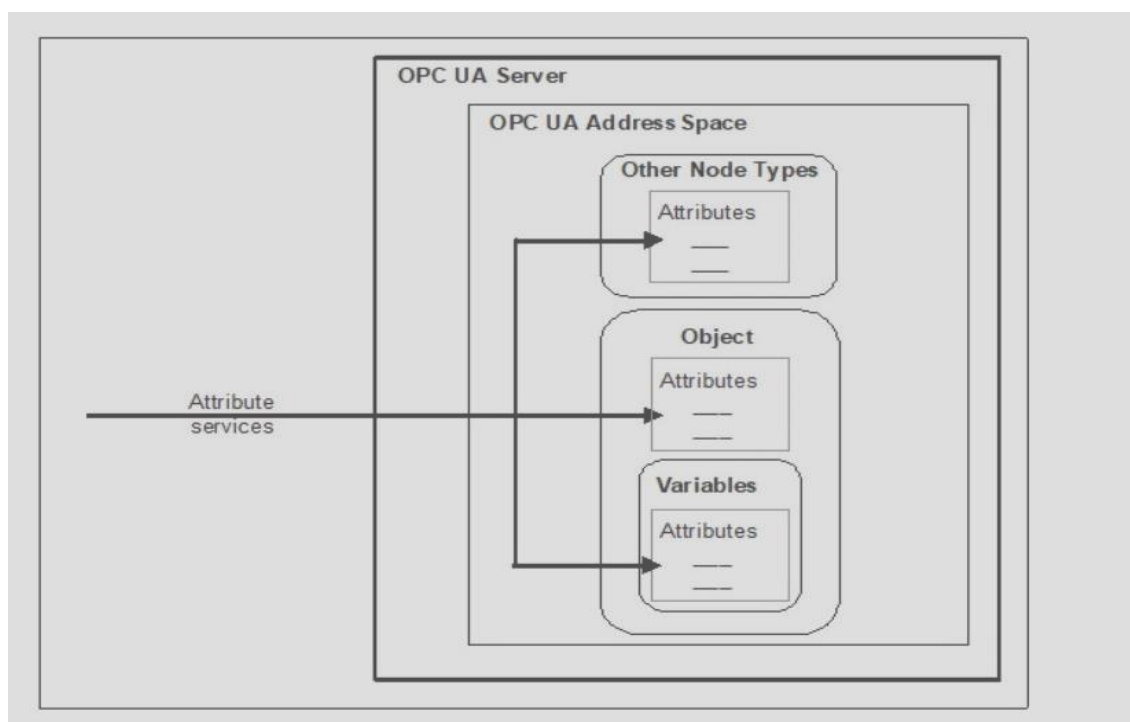 OPC UA Server
OPC UA Address Space
Other Node Types
Attributes
Object
Attributes
Attribute
services
Variables
Attributes